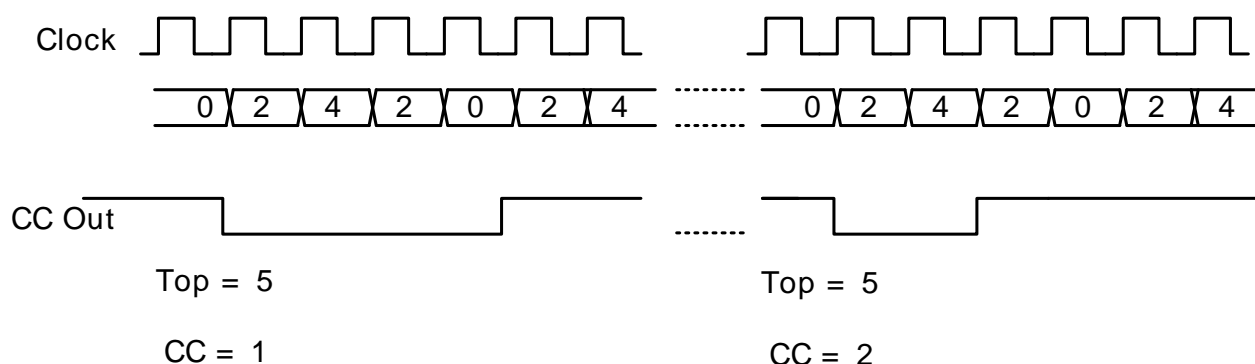 Clock
0 2 4 2 0 2 4 0 2 4 2 0 2 4
CC Out
Top = 5 Top = 5
CC = 1 CC = 2